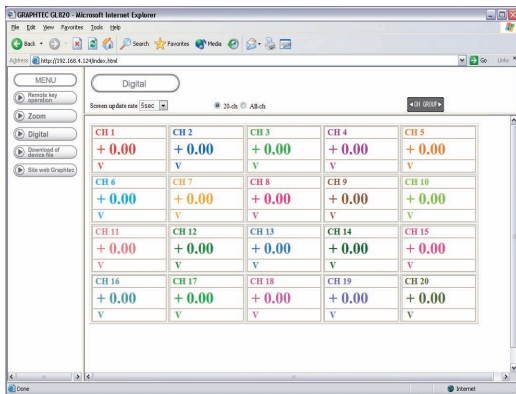 GRAPHTEC GL820 - Microsoft Internet Explorer
File Edit View Favorites Tools Help
Back Search Favorites Media
Address http://192.168.4.124/index.html Go Links
MENU
Remote key operation
Zoom
Digital
Download of device file
Site web Graphtec
Digital
Screen update rate 5sec 20-ch All-ch CH GROUP
CH 1 CH 2 CH 3 CH 4 CH 5
+ 0.00 + 0.00 + 0.00 + 0.00 + 0.00
V V V V V
CH 6 CH 7 CH 8 CH 9 CH 10
+ 0.00 + 0.00 + 0.00 + 0.00 + 0.00
V V V V V
CH 11 CH 12 CH 13 CH 14 CH 15
+ 0.00 + 0.00 + 0.00 + 0.00 + 0.00
V V V V V
CH 16 CH 17 CH 18 CH 19 CH 20
+ 0.00 + 0.00 + 0.00 + 0.00 + 0.00
V V V V V
Done Internet